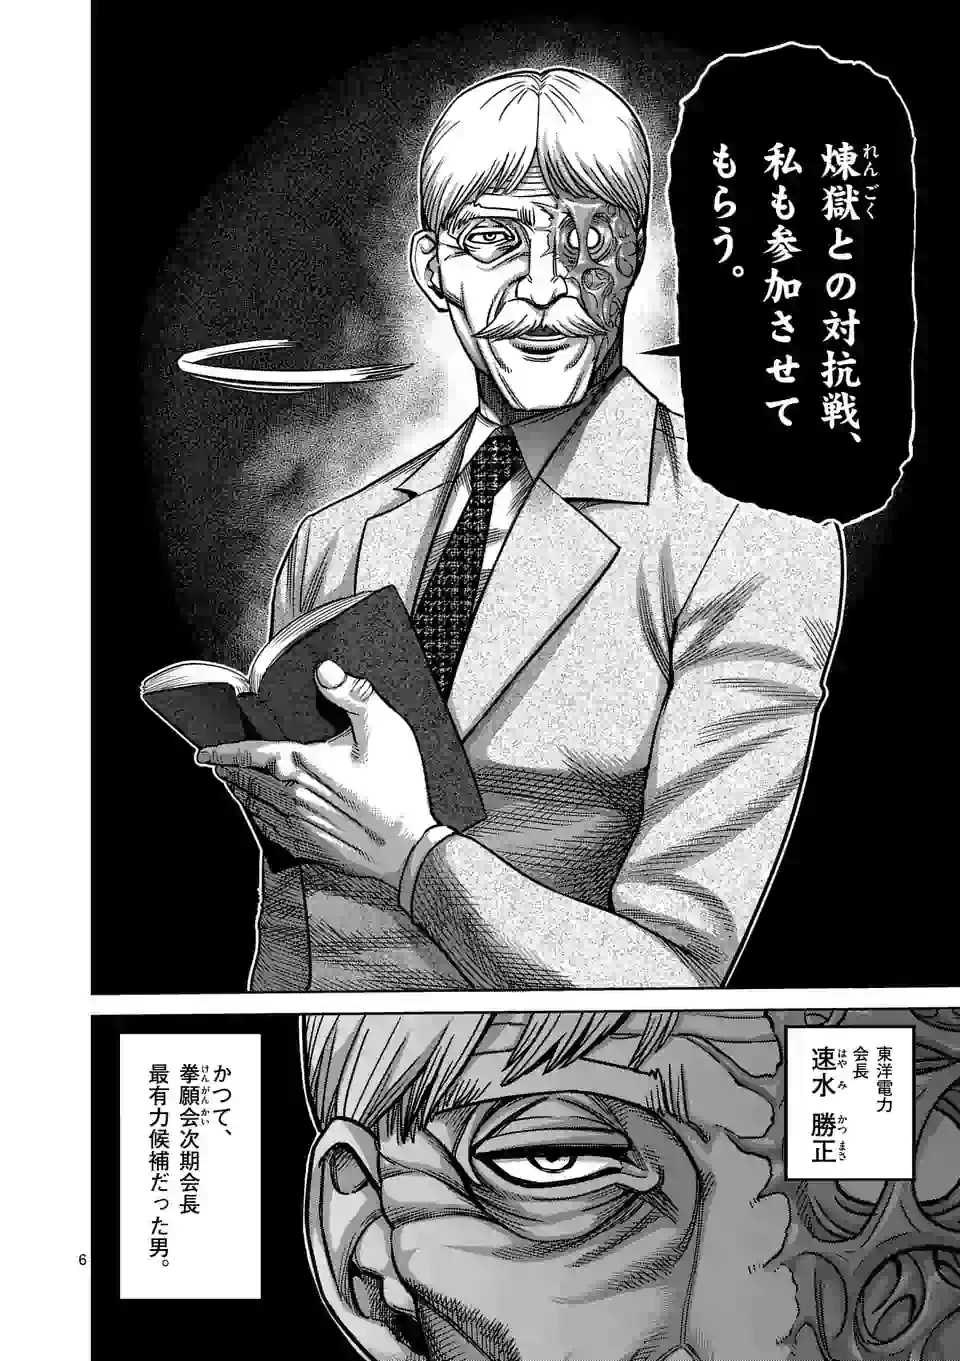 煉獄との対抗戦、
私も参加させて
もらう。
東洋電力
会長
速水 勝正
かつて、
拳願会次期会長
最有力候補だった男。
6